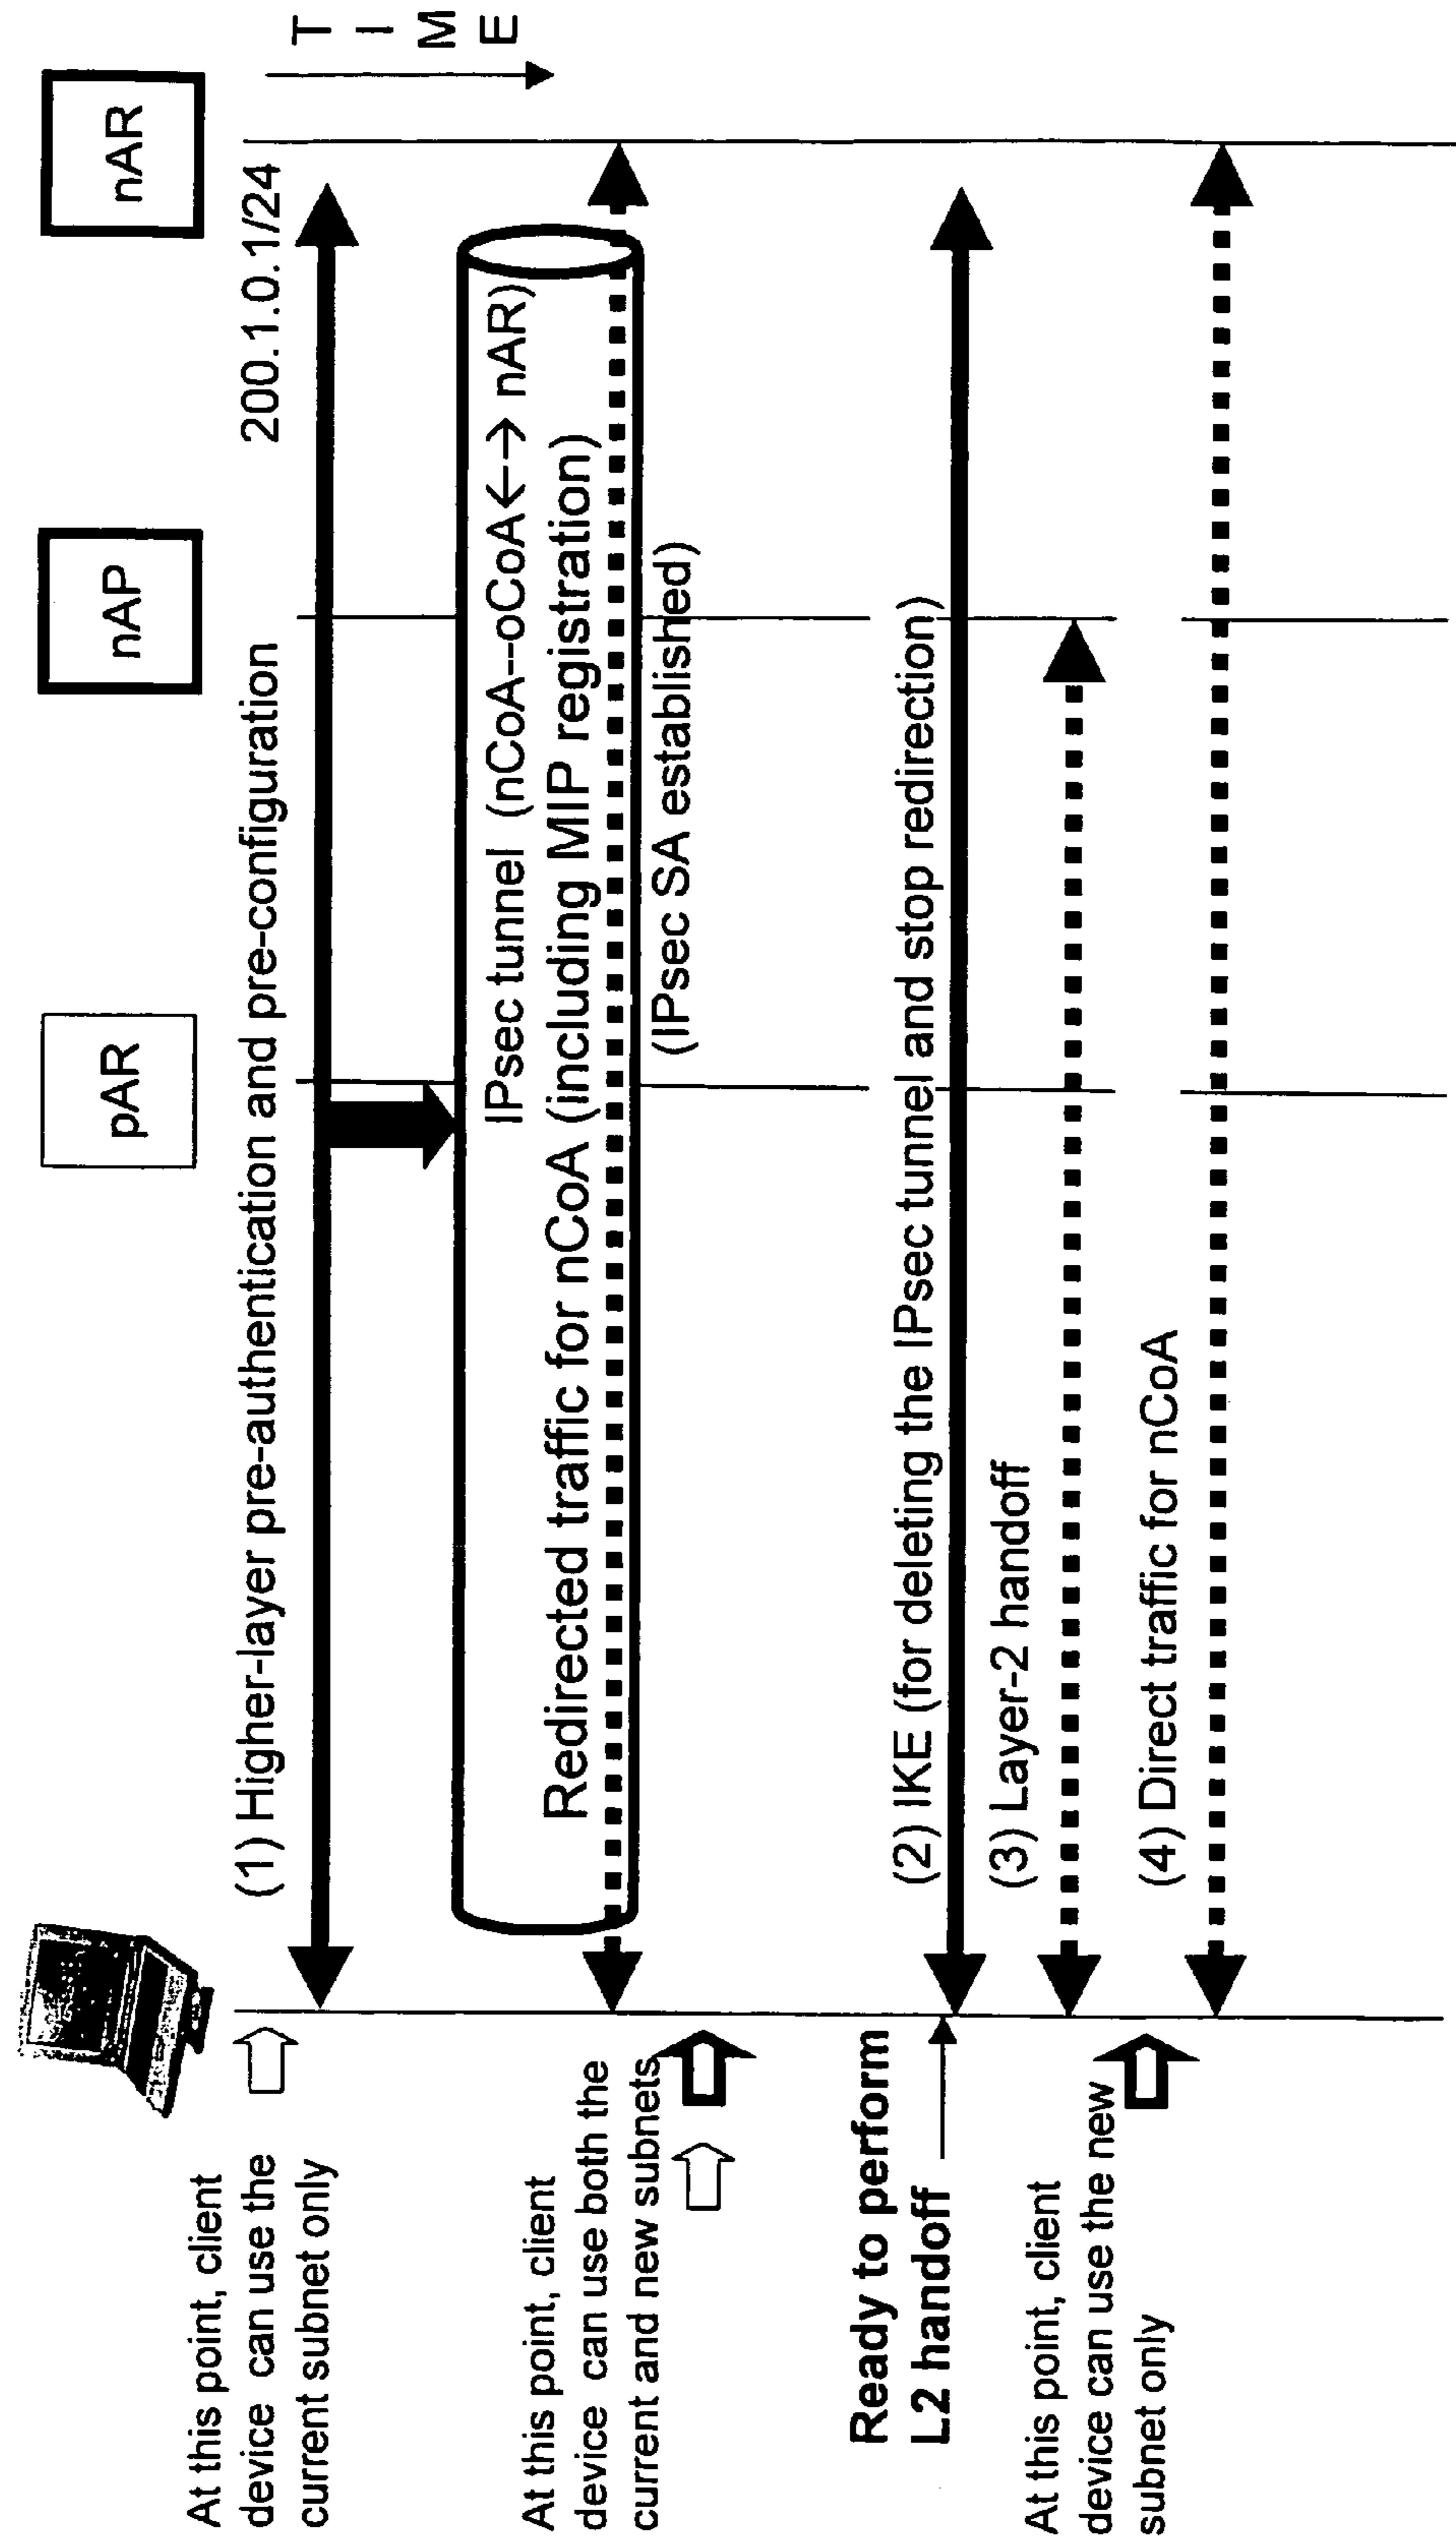 pAR
nAP
nAR
T
I
M
E
(1) Higher-layer pre-authentication and pre-configuration
200.1.0.1/24
At this point, client
device can use the
current subnet only
IPsec tunnel (nCoA--oCoA←→ nAR)
Redirected traffic for nCoA (including MIP registration)
(IPsec SA established)
At this point, client
device can use both the
current and new subnets
Ready to perform
L2 handoff
(2) IKE (for deleting the IPsec tunnel and stop redirection)
(3) Layer-2 handoff
At this point, client
device can use the new
subnet only
(4) Direct traffic for nCoA